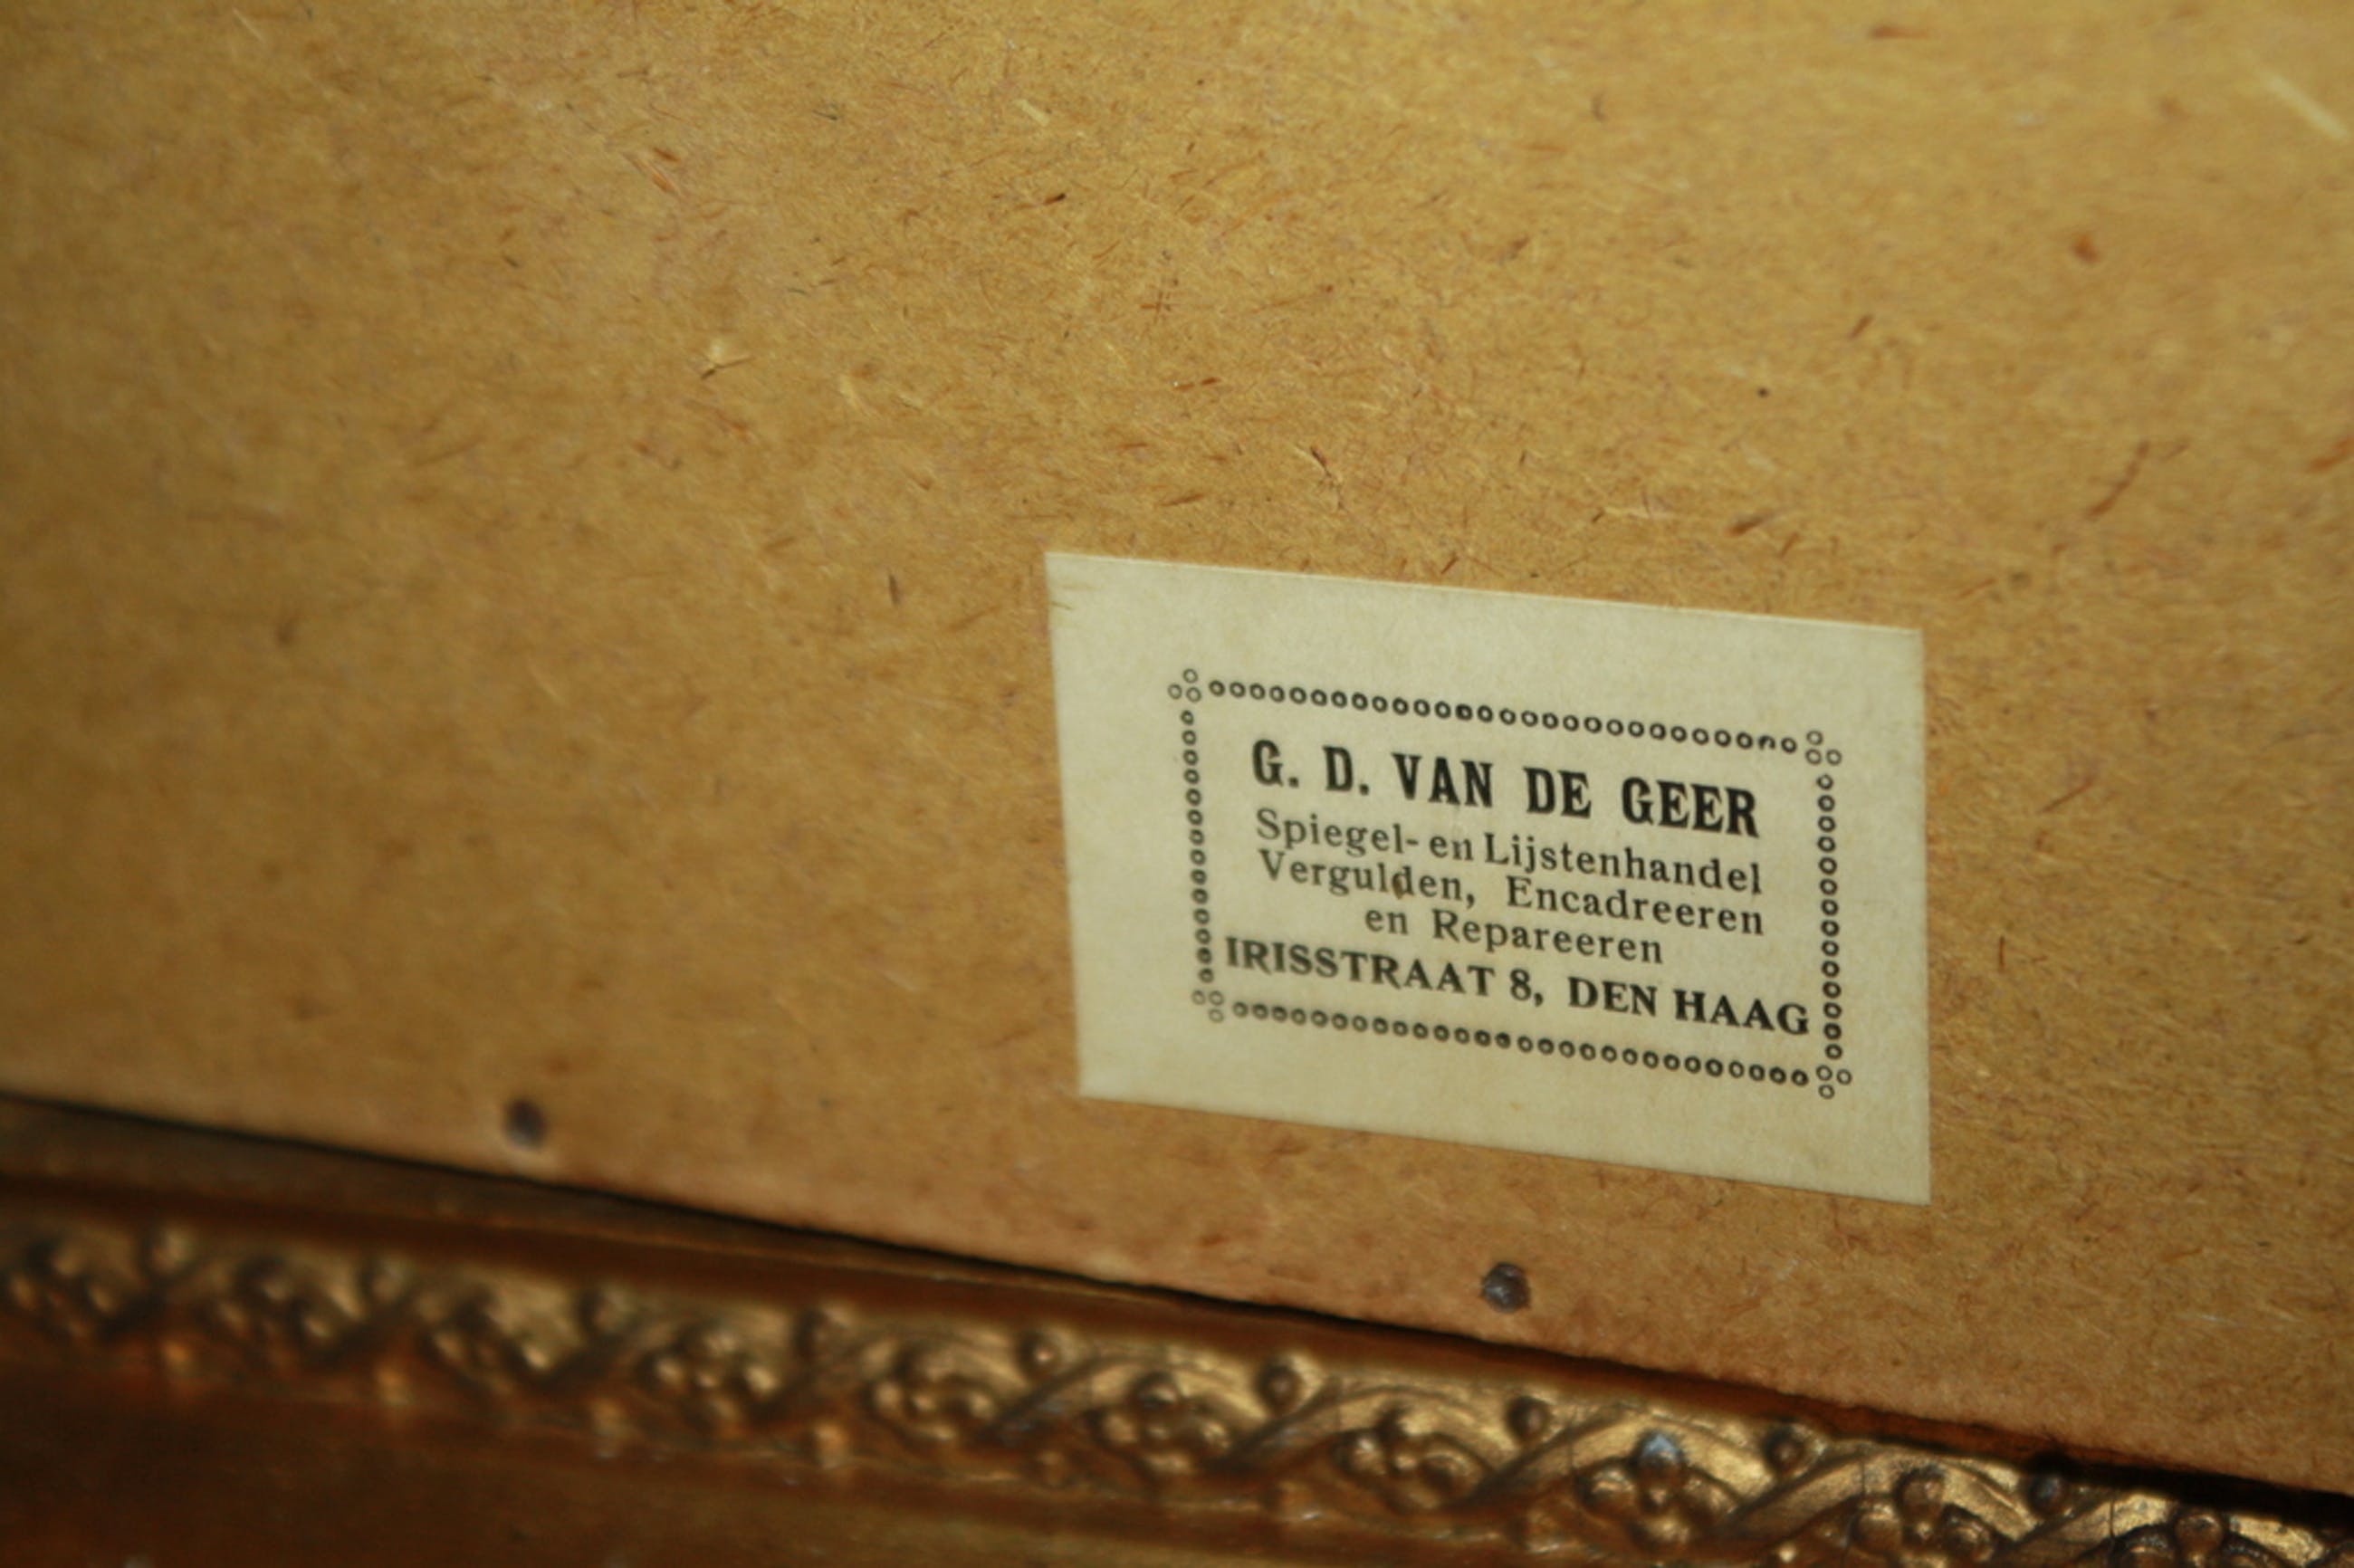 G. D. VAN DE GEER
Spiegel- en Lijstenhandel
Vergulden, Encadreeren
en Repareeren
IRISSTRAAT 8, DEN HAAG